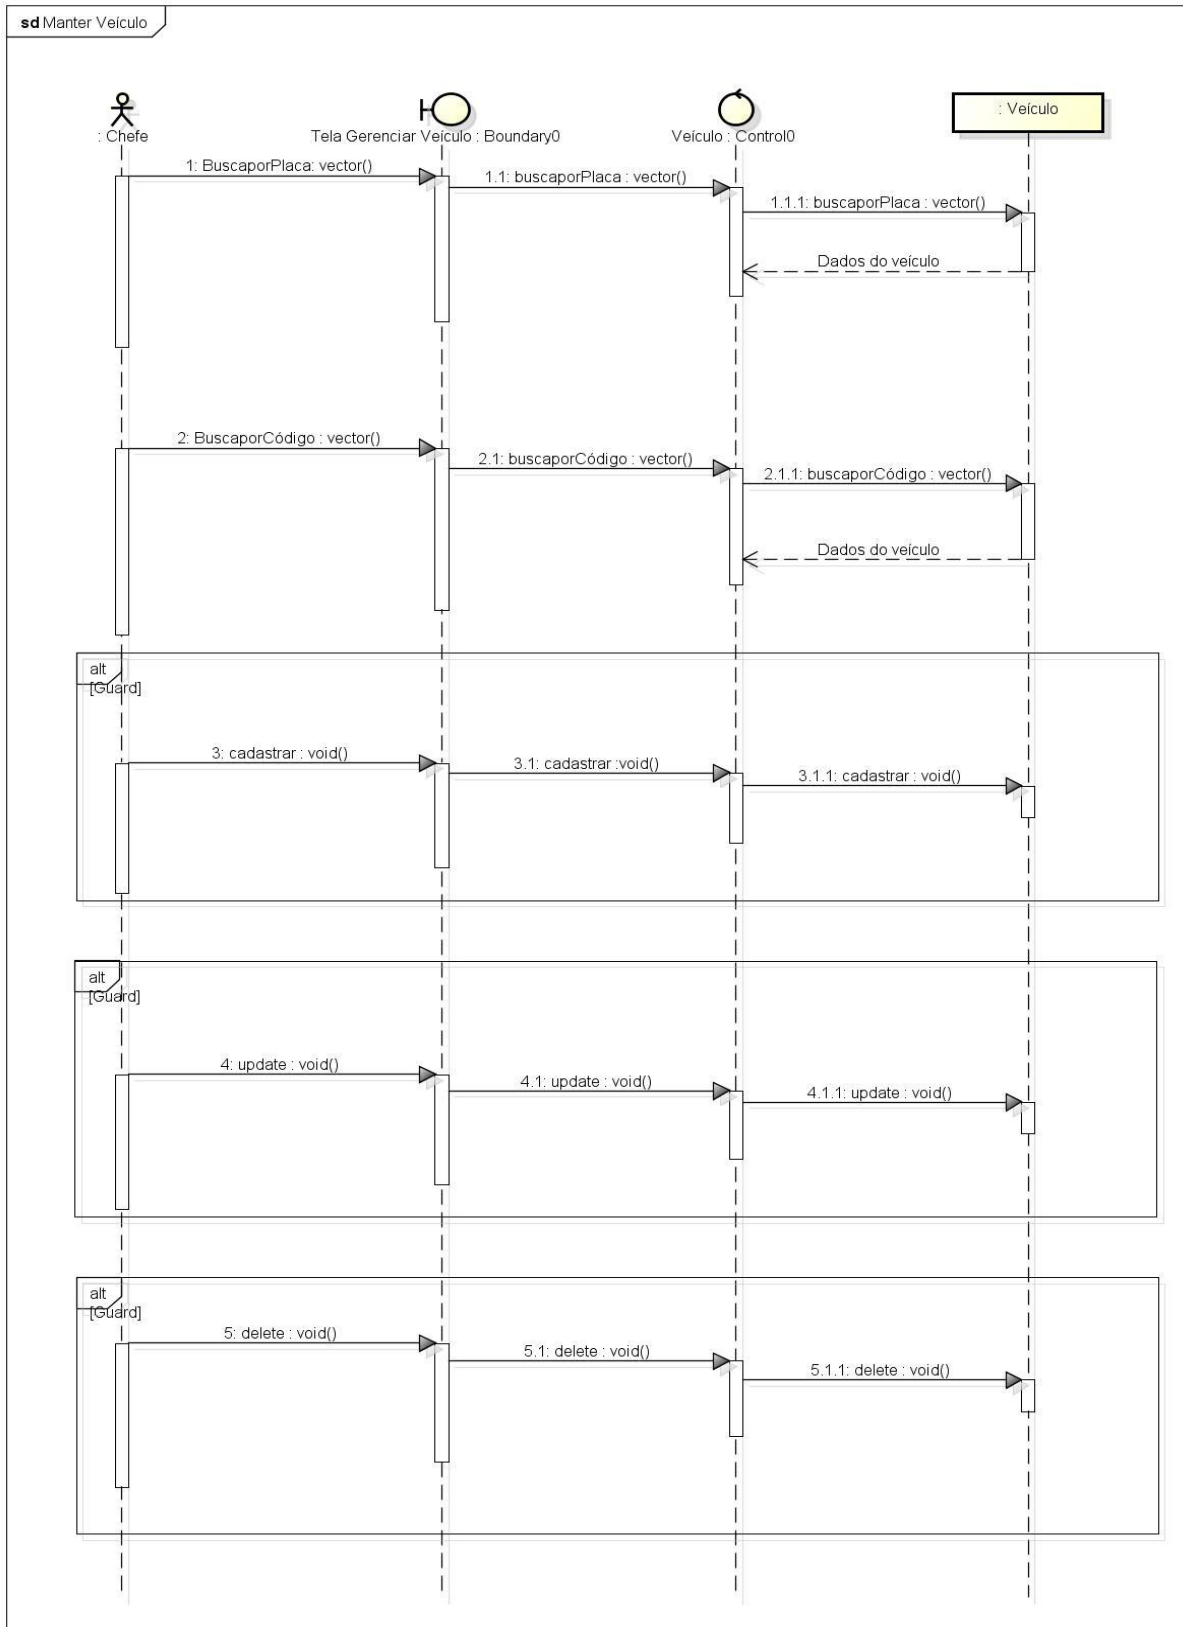 sd Manter Veículo
: Chefe
Tela Gerenciar Veículo : Boundary0
Veículo : Control0
: Veículo
1: BuscaporPlaca: vector()
1.1: buscaporPlaca : vector()
1.1.1: buscaporPlaca : vector()
Dados do veículo
2: BuscaporCódigo : vector()
2.1: buscaporCódigo : vector()
2.1.1: buscaporCódigo : vector()
Dados do veículo
alt
[Guard]
3: cadastrar : void()
3.1: cadastrar :void()
3.1.1: cadastrar : void()
alt
[Guard]
4: update : void()
4.1: update : void()
4.1.1: update : void()
alt
[Guard]
5: delete : void()
5.1: delete : void()
5.1.1: delete : void()